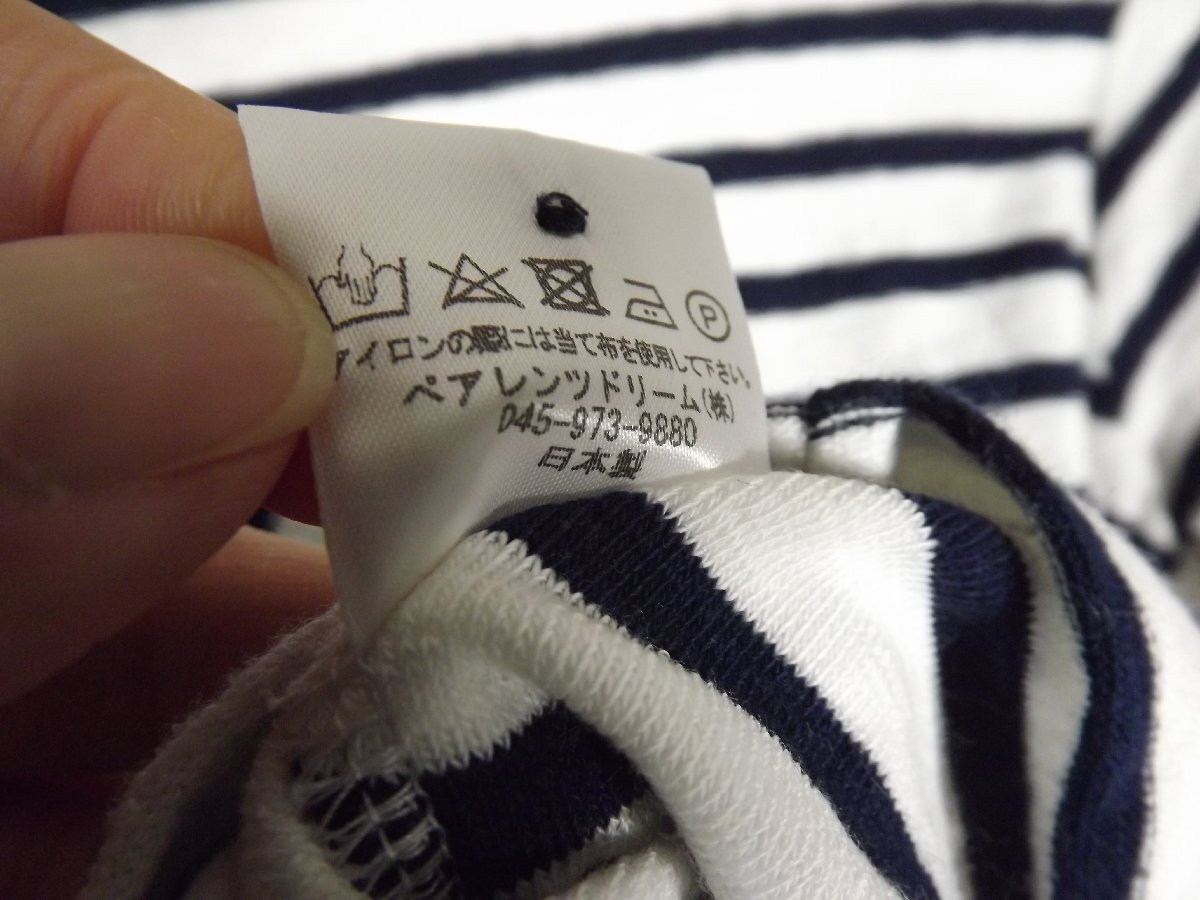 P
アイロンの際には当て布を使用して下さい。
ペアレンツドリーム(株)
045-973-9880
日本製